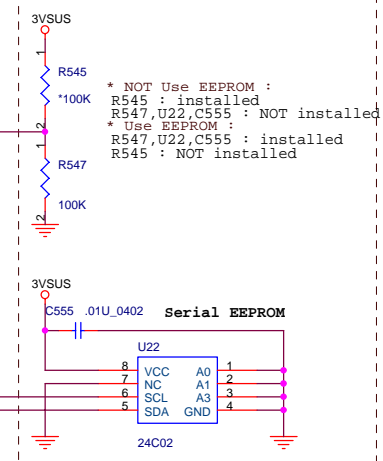 3VSUS
1
R545
*100K
2
* NOT Use EEPROM :
R545 : installed
R547,U22,C555 : NOT installed
* Use EEPROM :
R547,U22,C555 : installed
R545 : NOT installed
1
R547
100K
2
3VSUS
C555 .01U_0402 Serial EEPROM
U22
8 VCC A0 1
7 NC A1 2
6 SCL A3 3
5 SDA GND 4
24C02